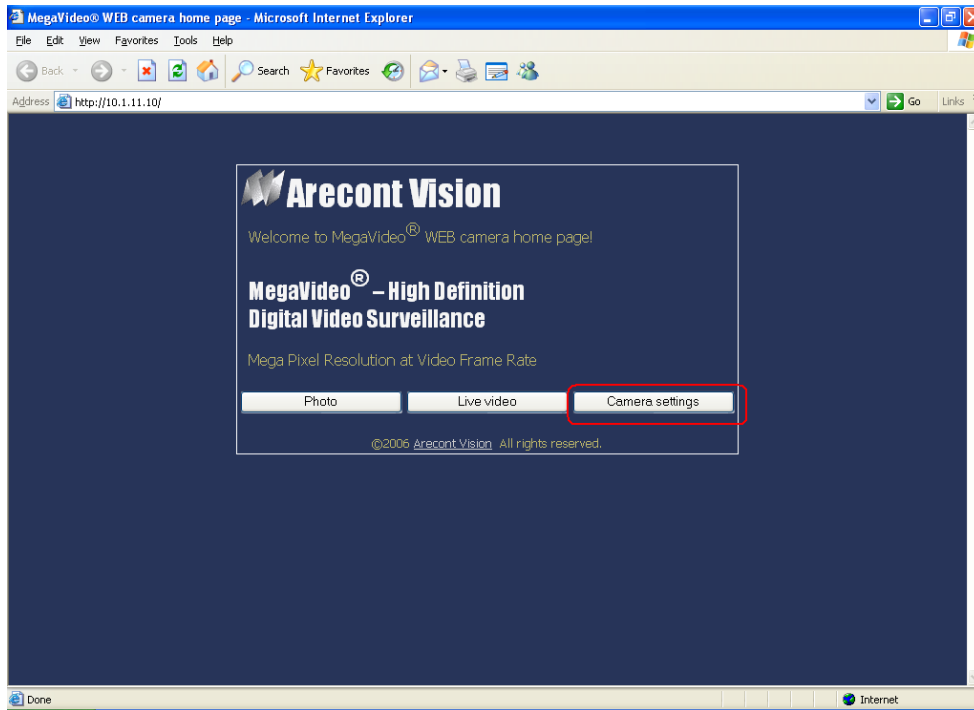 MegaVideo® WEB camera home page - Microsoft Internet Explorer
File Edit View Favorites Tools Help
Back Search Favorites
Address http://10.1.11.10/ Go Links
Arecont Vision
Welcome to MegaVideo® WEB camera home page!
MegaVideo® – High Definition
Digital Video Surveillance
Mega Pixel Resolution at Video Frame Rate
Photo Live video Camera settings
©2006 Arecont Vision All rights reserved.
Done Internet